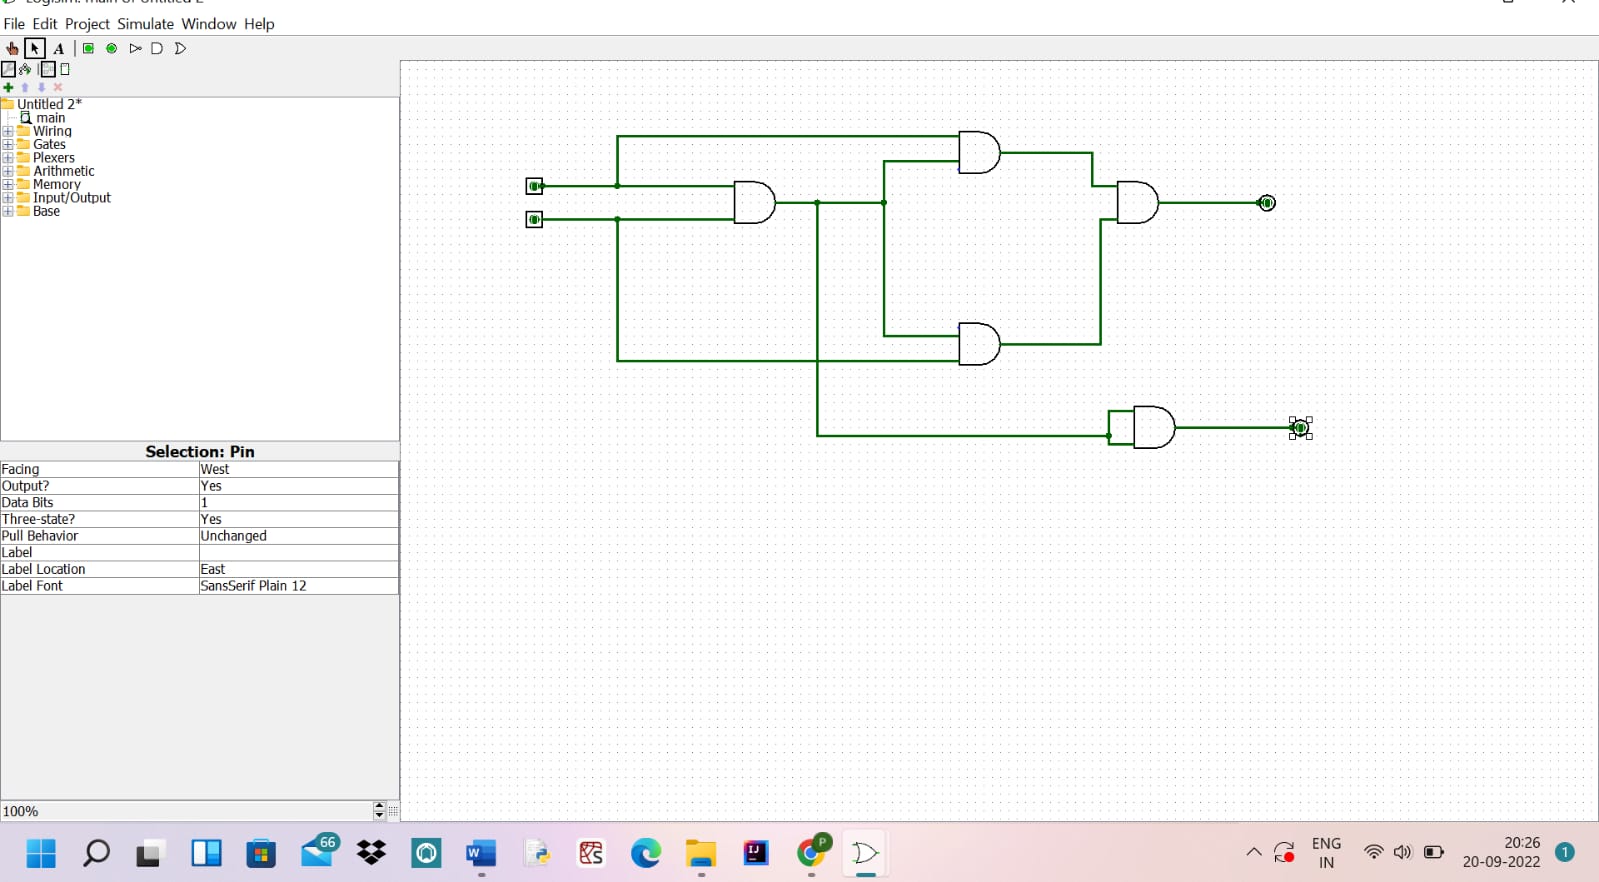 File Edit Project Simulate Window Help
A
Untitled 2*
main
Wiring
Gates
Plexers
Arithmetic
Memory
Input/Output
Base
Selection: Pin
Facing West
Output? Yes
Data Bits 1
Three-state? Yes
Pull Behavior Unchanged
Label
Label Location East
Label Font SansSerif Plain 12
100%
66
P
W
IJ
ENG
IN
20:26
20-09-2022
1